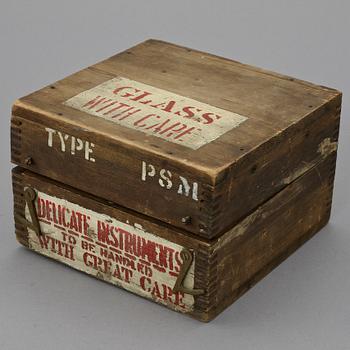 GLASS
WITH CARE
TYPE PSM
DELICATE INSTRUMENTS
TO BE HANDLED
WITH GREAT CARE